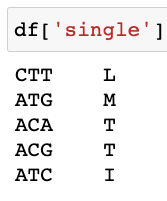 df['single']
CTT L
ATG M
ACA T
ACG T
ATC I